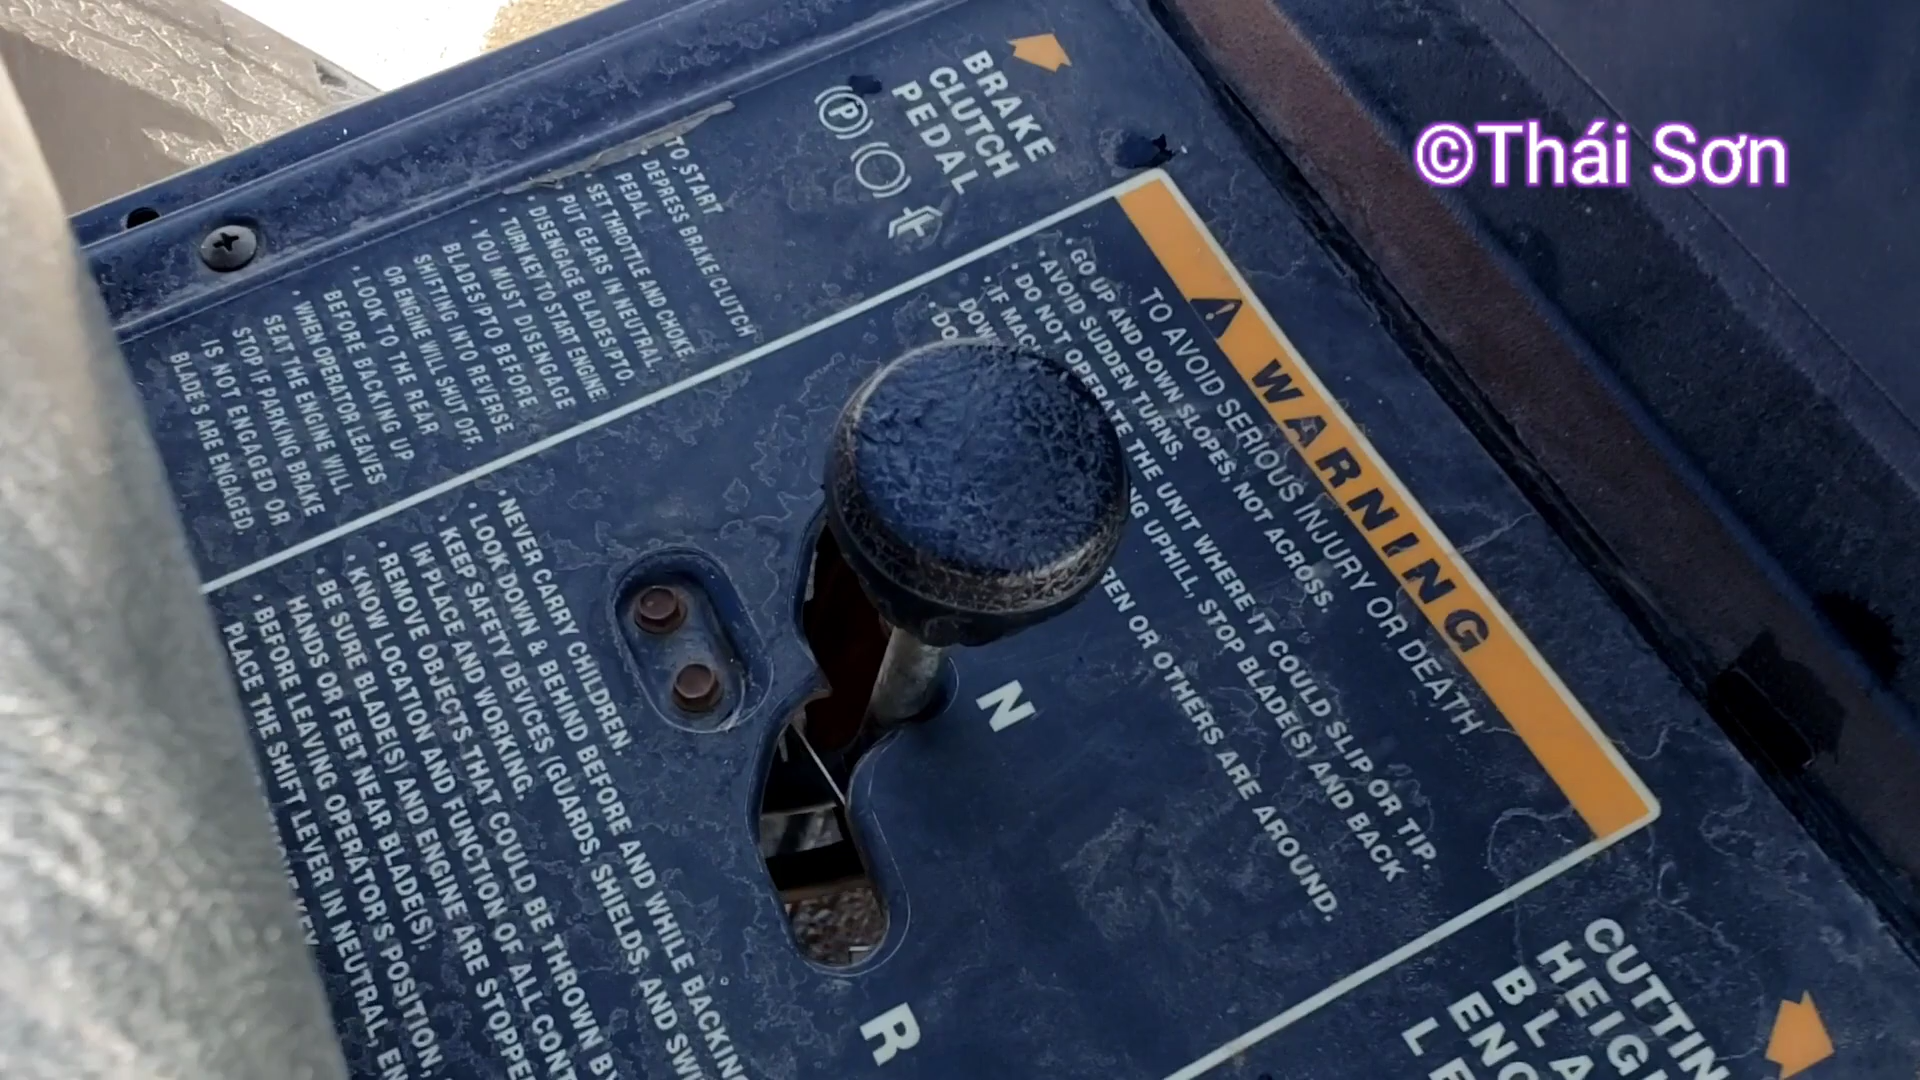 ©Thái Sơn
BRAKE
CLUTCH
PEDAL
(P)
TO START
• DEPRESS BRAKE/CLUTCH
PEDAL
• SET THROTTLE AND CHOKE
• PUT GEARS IN NEUTRAL.
• DISENGAGE BLADES/PTO.
• TURN KEY TO START ENGINE
• YOU MUST DISENGAGE
BLADES/PTO BEFORE
SHIFTING INTO REVERSE
OR ENGINE WILL SHUT OFF.
• LOOK TO THE REAR
BEFORE BACKING UP
• WHEN OPERATOR LEAVES
SEAT THE ENGINE WILL
STOP IF PARKING BRAKE
IS NOT ENGAGED OR
BLADES ARE ENGAGED.
WARNING
TO AVOID SERIOUS INJURY OR DEATH
• GO UP AND DOWN SLOPES, NOT ACROSS.
• AVOID SUDDEN TURNS.
• DO NOT OPERATE THE UNIT WHERE IT COULD SLIP OR TIP.
• IF UPHILL, STOP BLADE(S) AND BACK
• OR OTHERS ARE AROUND.
• NEVER CARRY CHILDREN.
• LOOK DOWN & BEHIND BEFORE AND WHILE BACKING
• KEEP SAFETY DEVICES (GUARDS, SHIELDS, AND
IN PLACE AND WORKING.
• REMOVE OBJECTS THAT COULD BE THROWN BY
• KNOW LOCATION AND FUNCTION OF ALL
• BE SURE BLADE(S) AND ENGINE ARE
HANDS OR FEET NEAR BLADE(S).
• BEFORE LEAVING OPERATOR'S POSITION,
PLACE THE SHIFT LEVER IN NEUTRAL,
KEY
N
R